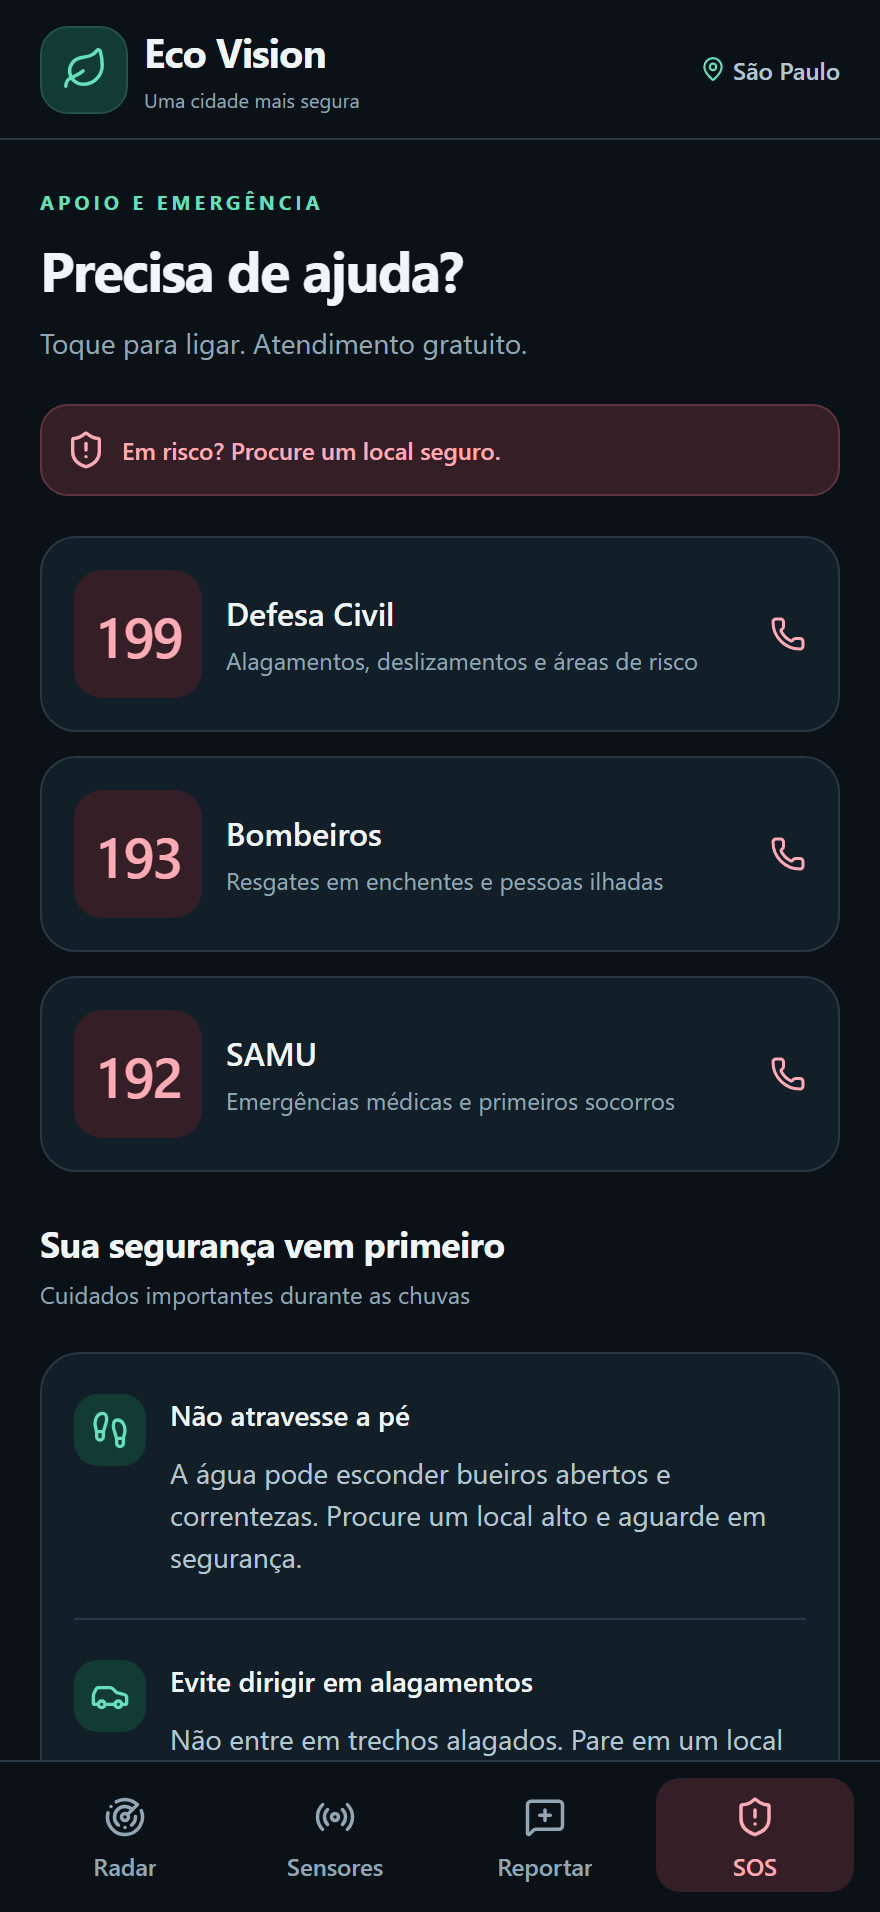 Eco Vision
Uma cidade mais segura
São Paulo
APOIO E EMERGÊNCIA
Precisa de ajuda?
Toque para ligar. Atendimento gratuito.
Em risco? Procure um local seguro.
199
Defesa Civil
Alagamentos, deslizamentos e áreas de risco
193
Bombeiros
Resgates em enchentes e pessoas ilhadas
192
SAMU
Emergências médicas e primeiros socorros
Sua segurança vem primeiro
Cuidados importantes durante as chuvas
Não atravesse a pé
A água pode esconder bueiros abertos e
correntezas. Procure um local alto e aguarde em
segurança.
Evite dirigir em alagamentos
Não entre em trechos alagados. Pare em um local
Radar
Sensores
Reportar
SOS